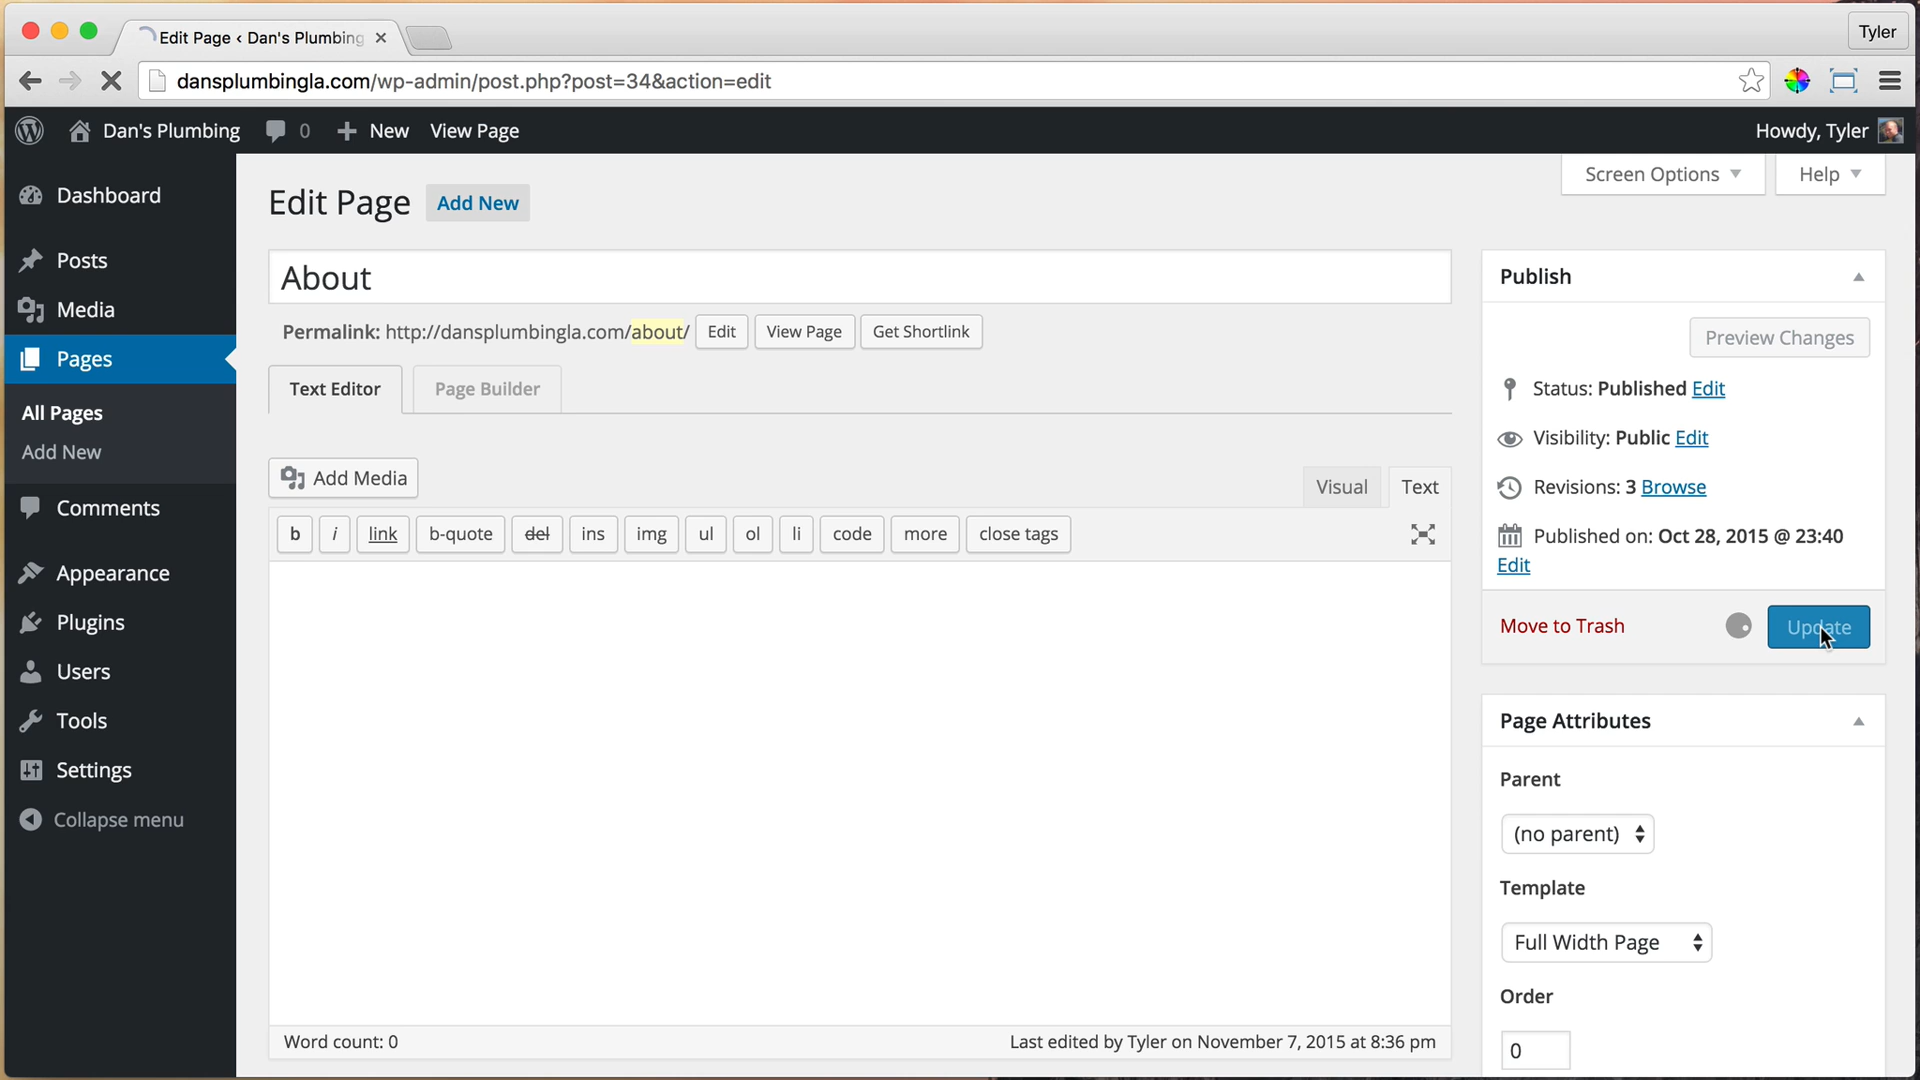 Edit Page ‹ Dan's Plumbing
Tyler
dansplumbingla.com/wp-admin/post.php?post=34&action=edit
Dan's Plumbing 0 New View Page Howdy, Tyler
Screen Options Help
Dashboard
Posts
Media
Pages
All Pages
Add New
Comments
Appearance
Plugins
Users
Tools
Settings
Collapse menu
Edit Page Add New
About
Permalink: http://dansplumbingla.com/about/ Edit View Page Get Shortlink
Text Editor Page Builder
Add Media
Visual Text
b i link b-quote del ins img ul ol li code more close tags
Word count: 0 Last edited by Tyler on November 7, 2015 at 8:36 pm
Publish
Preview Changes
Status: Published Edit
Visibility: Public Edit
Revisions: 3 Browse
Published on: Oct 28, 2015 @ 23:40
Edit
Move to Trash Update
Page Attributes
Parent
(no parent)
Template
Full Width Page
Order
0